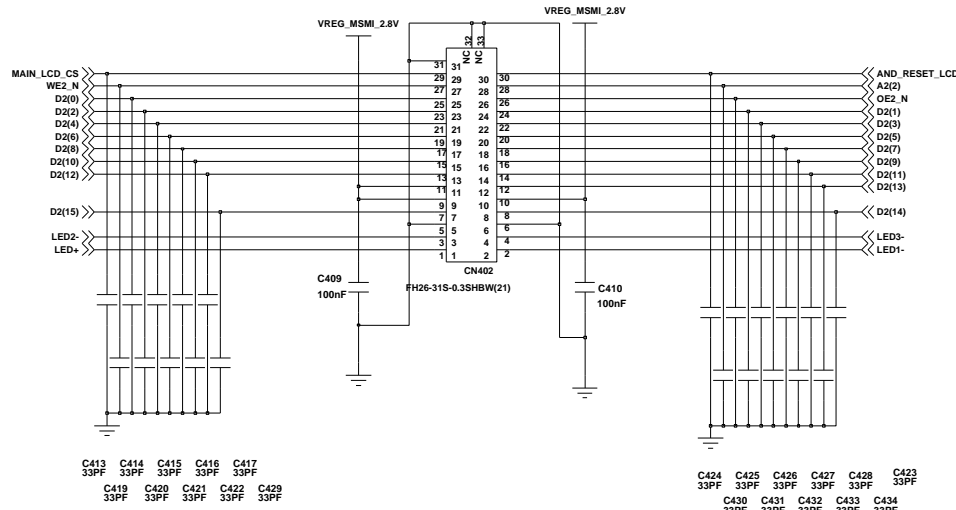 VREG_MSMI_2.8V
VREG_MSMI_2.8V
NC 32
NC 33
31 31
MAIN_LCD_CS 29 29 30 30 AND_RESET_LCD
WE2_N 27 27 28 28 A2(2)
D2(0) 25 25 26 26 OE2_N
D2(2) 23 23 24 24 D2(1)
D2(4) 21 21 22 22 D2(3)
D2(6) 19 19 20 20 D2(5)
D2(8) 17 17 18 18 D2(7)
D2(10) 15 15 16 16 D2(9)
D2(12) 13 13 14 14 D2(11)
11 11 12 12 D2(13)
D2(15) 9 9 10 10 D2(14)
7 7 8 8
LED2- 5 5 6 6 LED3-
LED+ 3 3 4 4 LED1-
1 1 2 2
CN402
FH26-31S-0.3SHBW(21)
C409
100nF
C410
100nF
C413 C414 C415 C416 C417
33PF 33PF 33PF 33PF 33PF
C419 C420 C421 C422 C429
33PF 33PF 33PF 33PF 33PF
C424 C425 C426 C427 C428 C423
33PF 33PF 33PF 33PF 33PF 33PF
C430 C431 C432 C433 C434
33PF 33PF 33PF 33PF 33PF